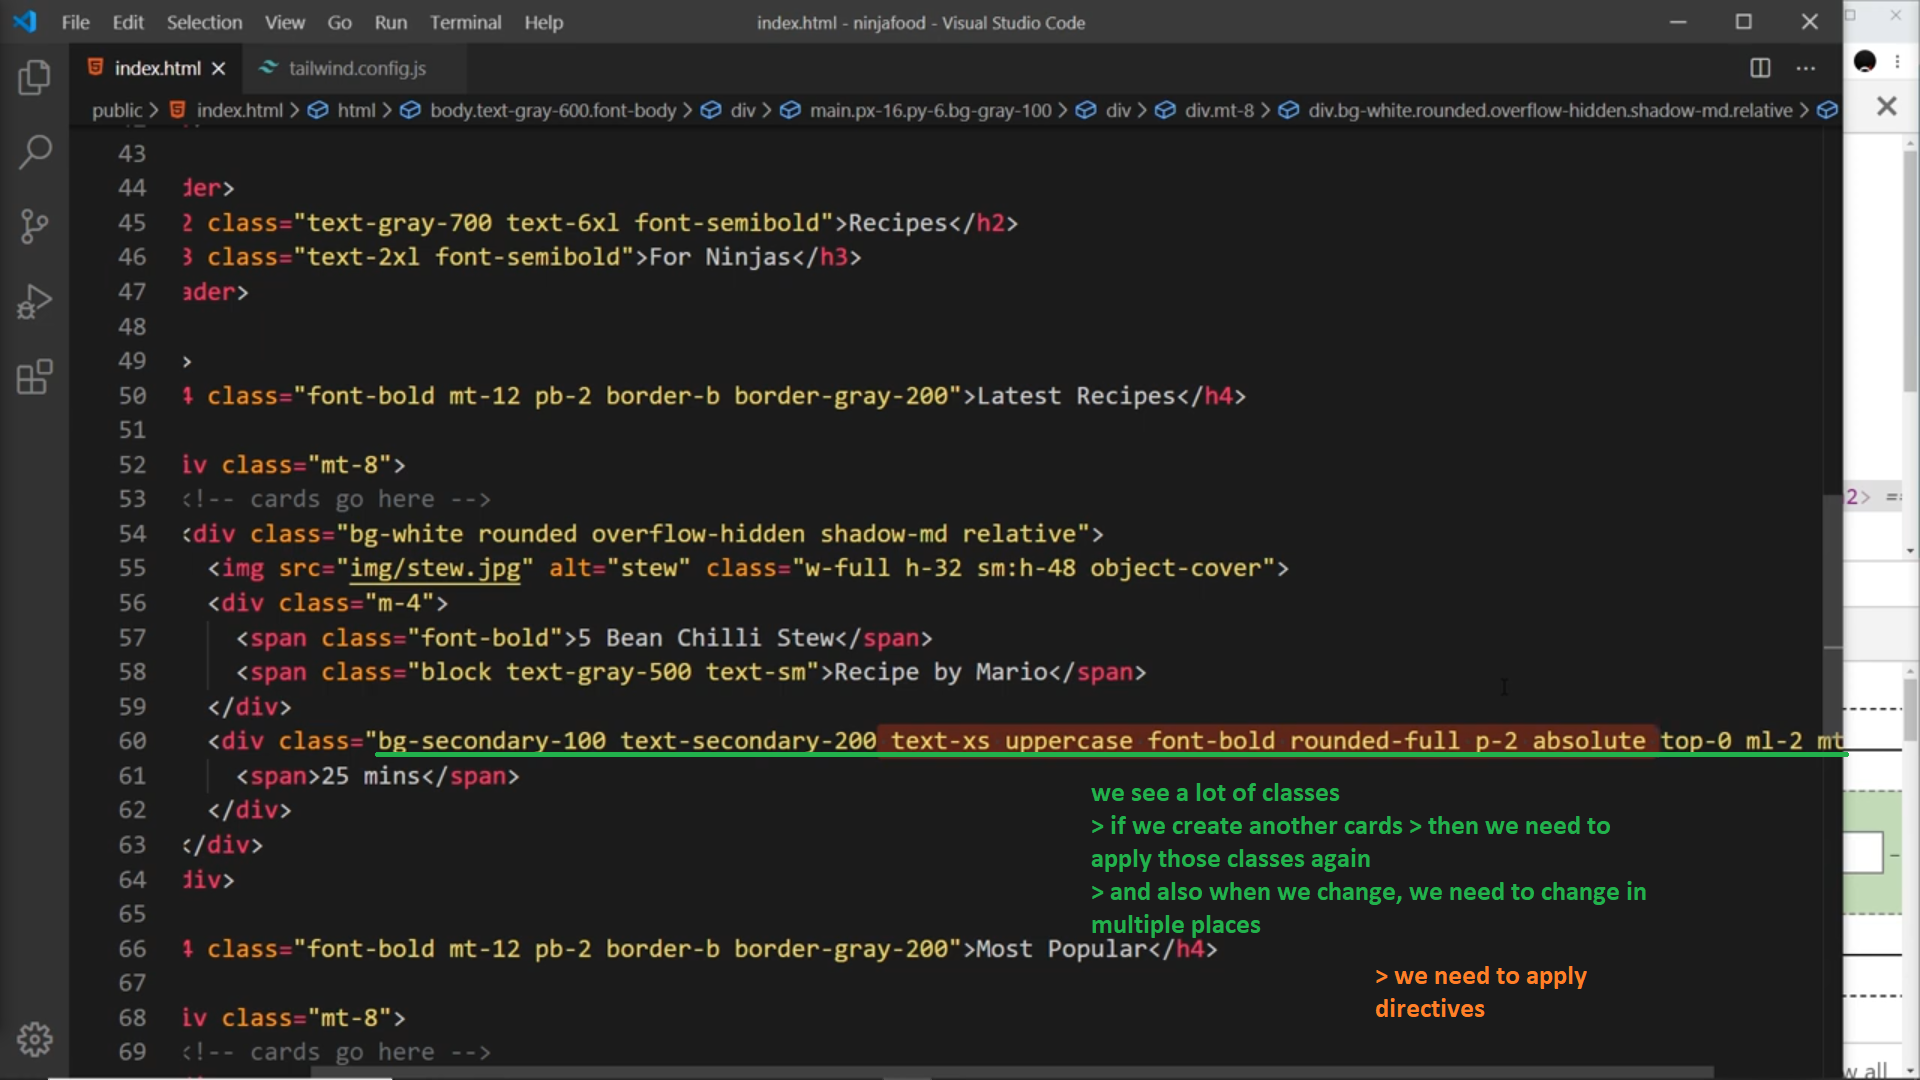 File Edit Selection View Go Run Terminal Help index.html - ninjafood - Visual Studio Code
index.html tailwind.config.js
public > index.html > html > body.text-gray-600.font-body > div > main.px-16.py-6.bg-gray-100 > div > div.mt-8 > div.bg-white.rounded.overflow-hidden.shadow-md.relative >
43
44 der>
45 2 class="text-gray-700 text-6xl font-semibold">Recipes</h2>
46 3 class="text-2xl font-semibold">For Ninjas</h3>
47 ader>
48
49 >
50 4 class="font-bold mt-12 pb-2 border-b border-gray-200">Latest Recipes</h4>
51
52 iv class="mt-8">
53 <!-- cards go here -->
54 <div class="bg-white rounded overflow-hidden shadow-md relative">
55 <img src="img/stew.jpg" alt="stew" class="w-full h-32 sm:h-48 object-cover">
56 <div class="m-4">
57 <span class="font-bold">5 Bean Chilli Stew</span>
58 <span class="block text-gray-500 text-sm">Recipe by Mario</span>
59 </div>
60 <div class="bg-secondary-100 text-secondary-200 text-xs uppercase font-bold rounded-full p-2 absolute top-0 ml-2 mt
61 <span>25 mins</span>
62 </div>
63 </div>
64 div>
65
66 4 class="font-bold mt-12 pb-2 border-b border-gray-200">Most Popular</h4>
67
68 iv class="mt-8">
69 <!-- cards go here -->
we see a lot of classes
> if we create another cards > then we need to
apply those classes again
> and also when we change, we need to change in
multiple places
> we need to apply
directives
2> ==
w all